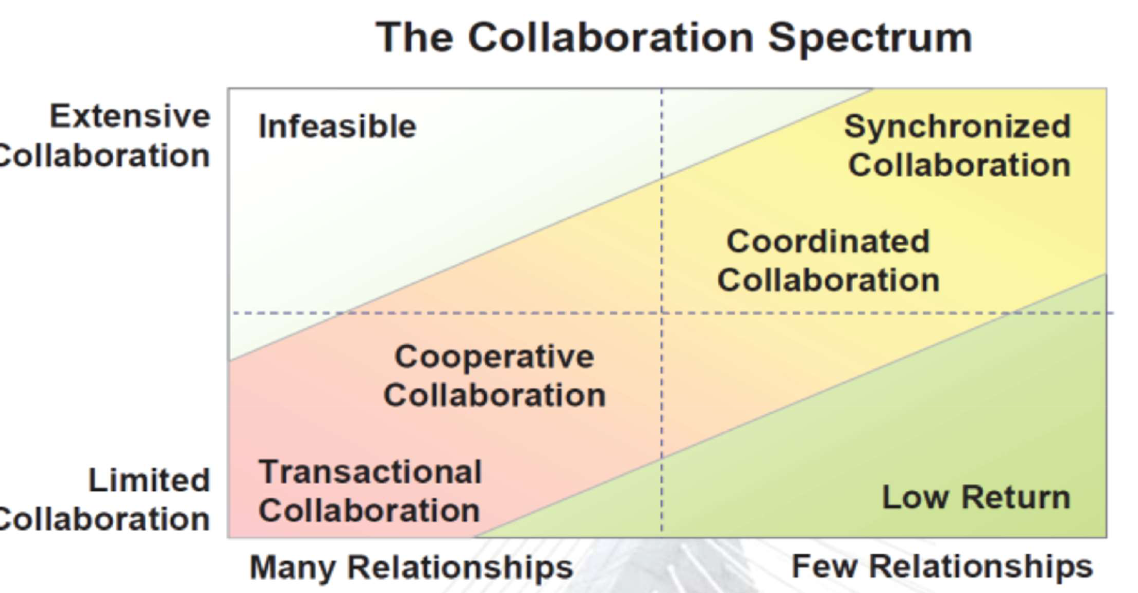 The Collaboration Spectrum
Extensive
Collaboration
Infeasible
Synchronized
Collaboration
Coordinated
Collaboration
Cooperative
Collaboration
Limited
Collaboration
Transactional
Collaboration
Low Return
Many Relationships
Few Relationships